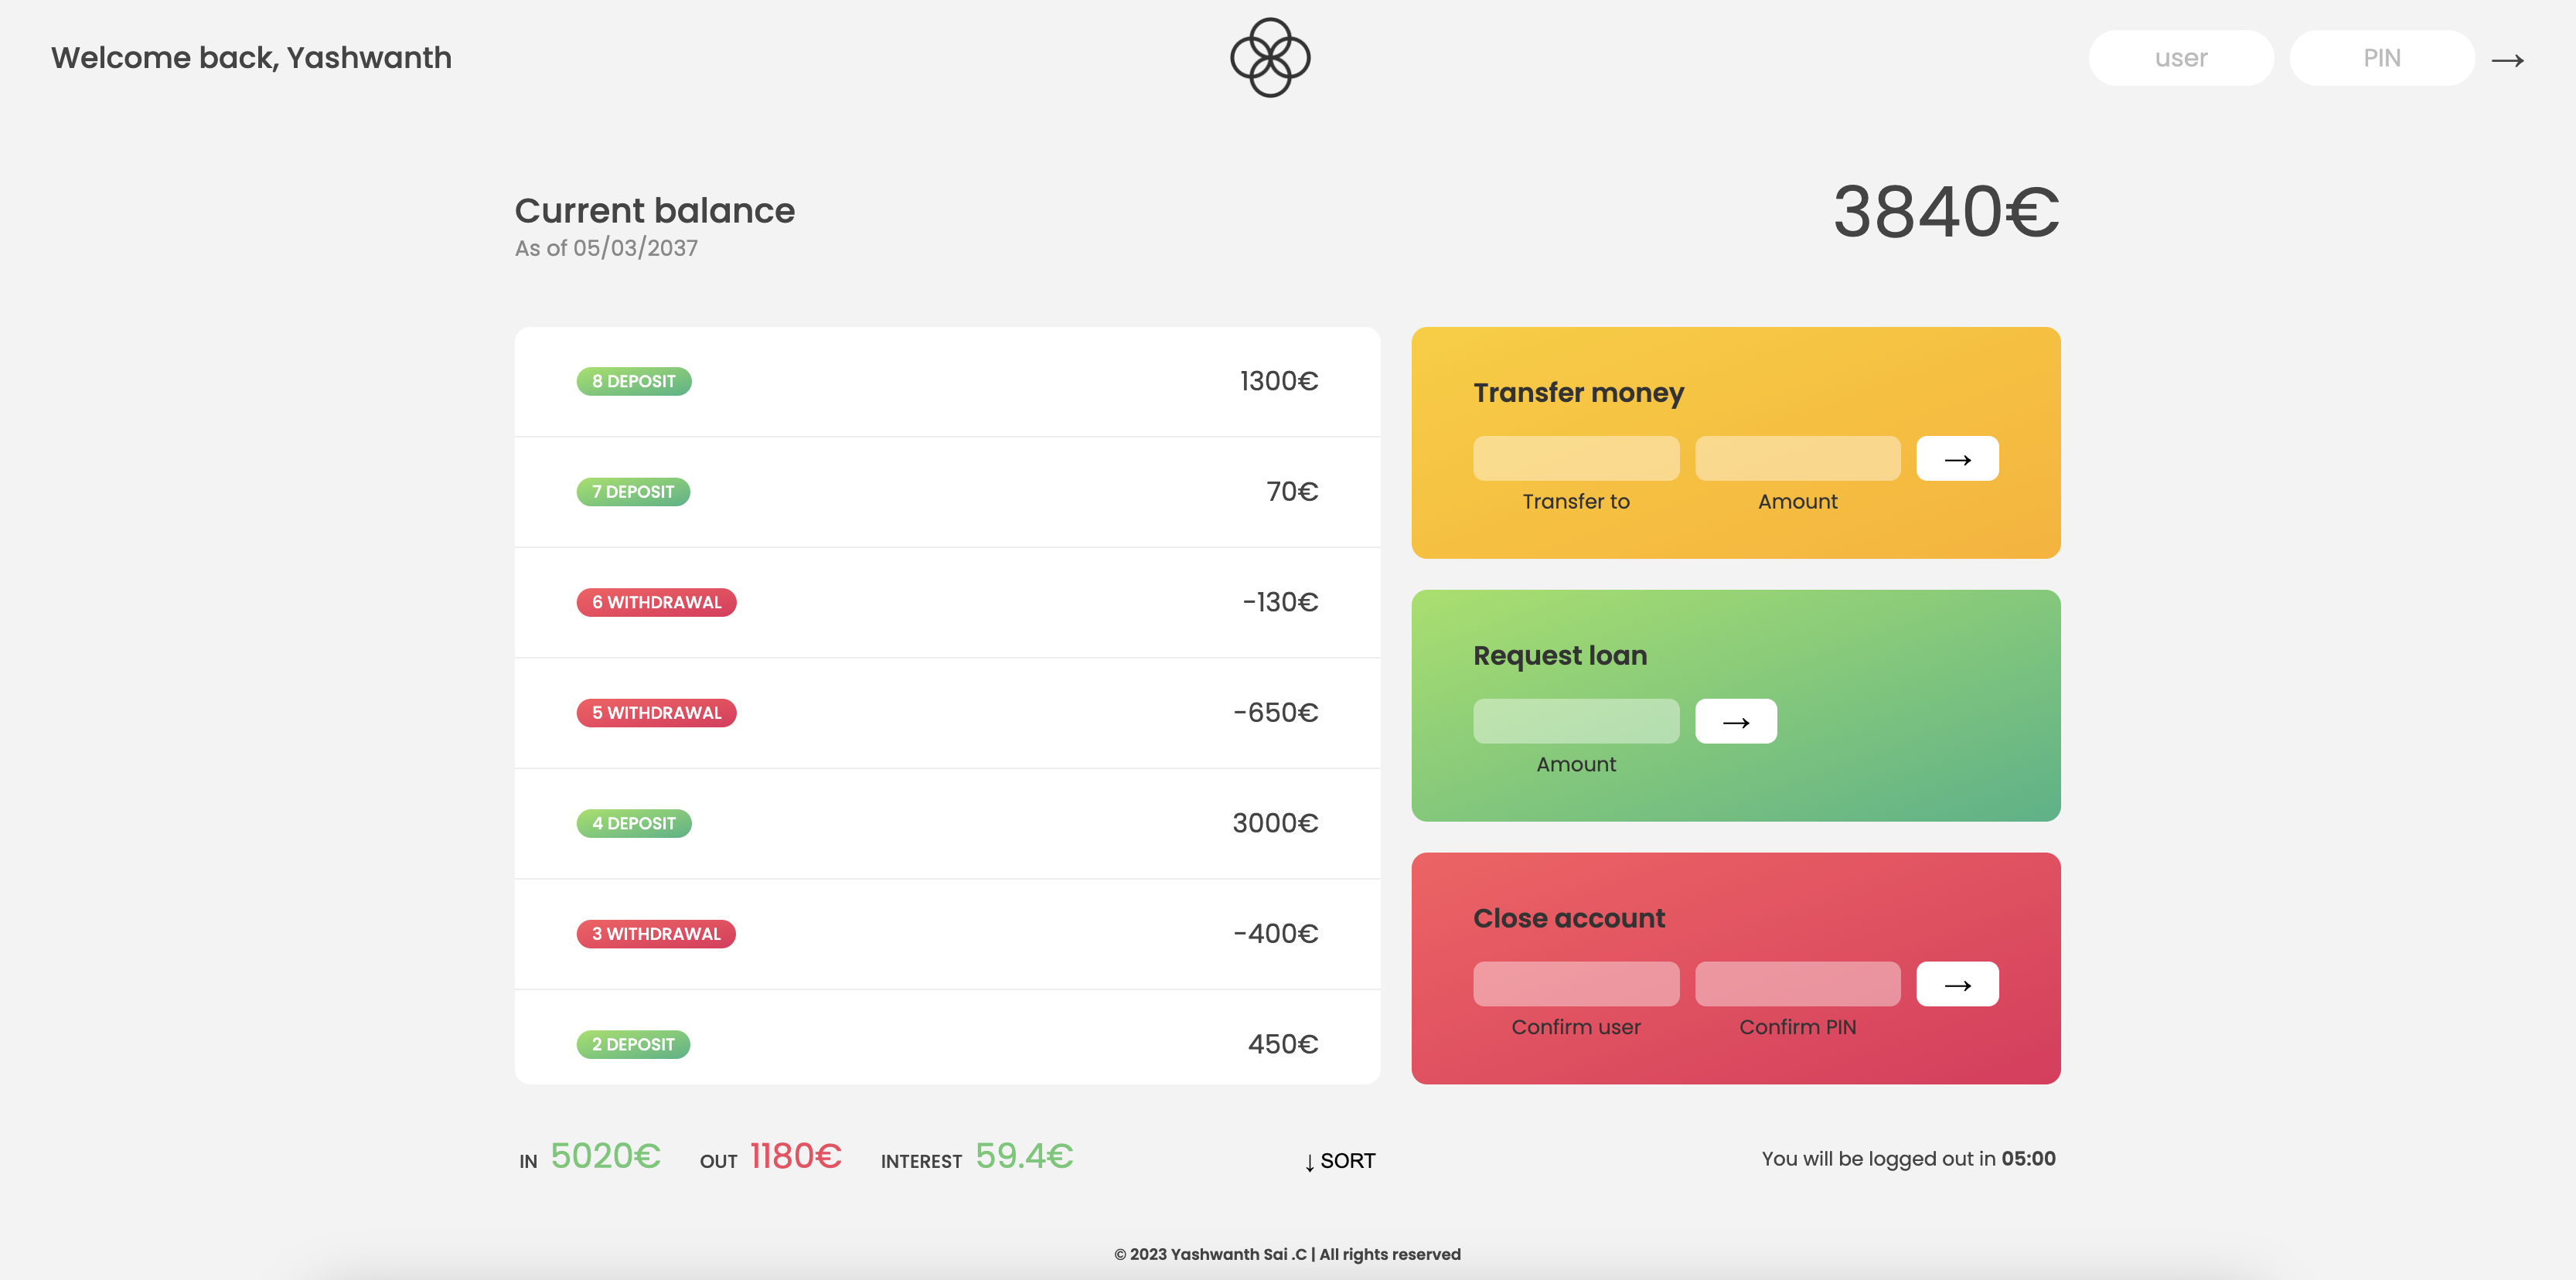 Welcome back, Yashwanth
user PIN →
Current balance
As of 05/03/2037
3840€
8 DEPOSIT 1300€
7 DEPOSIT 70€
6 WITHDRAWAL -130€
5 WITHDRAWAL -650€
4 DEPOSIT 3000€
3 WITHDRAWAL -400€
2 DEPOSIT 450€
Transfer money
→
Transfer to Amount
Request loan
→
Amount
Close account
→
Confirm user Confirm PIN
IN 5020€ OUT 1180€ INTEREST 59.4€ ↓ SORT
You will be logged out in 05:00
© 2023 Yashwanth Sai .C | All rights reserved